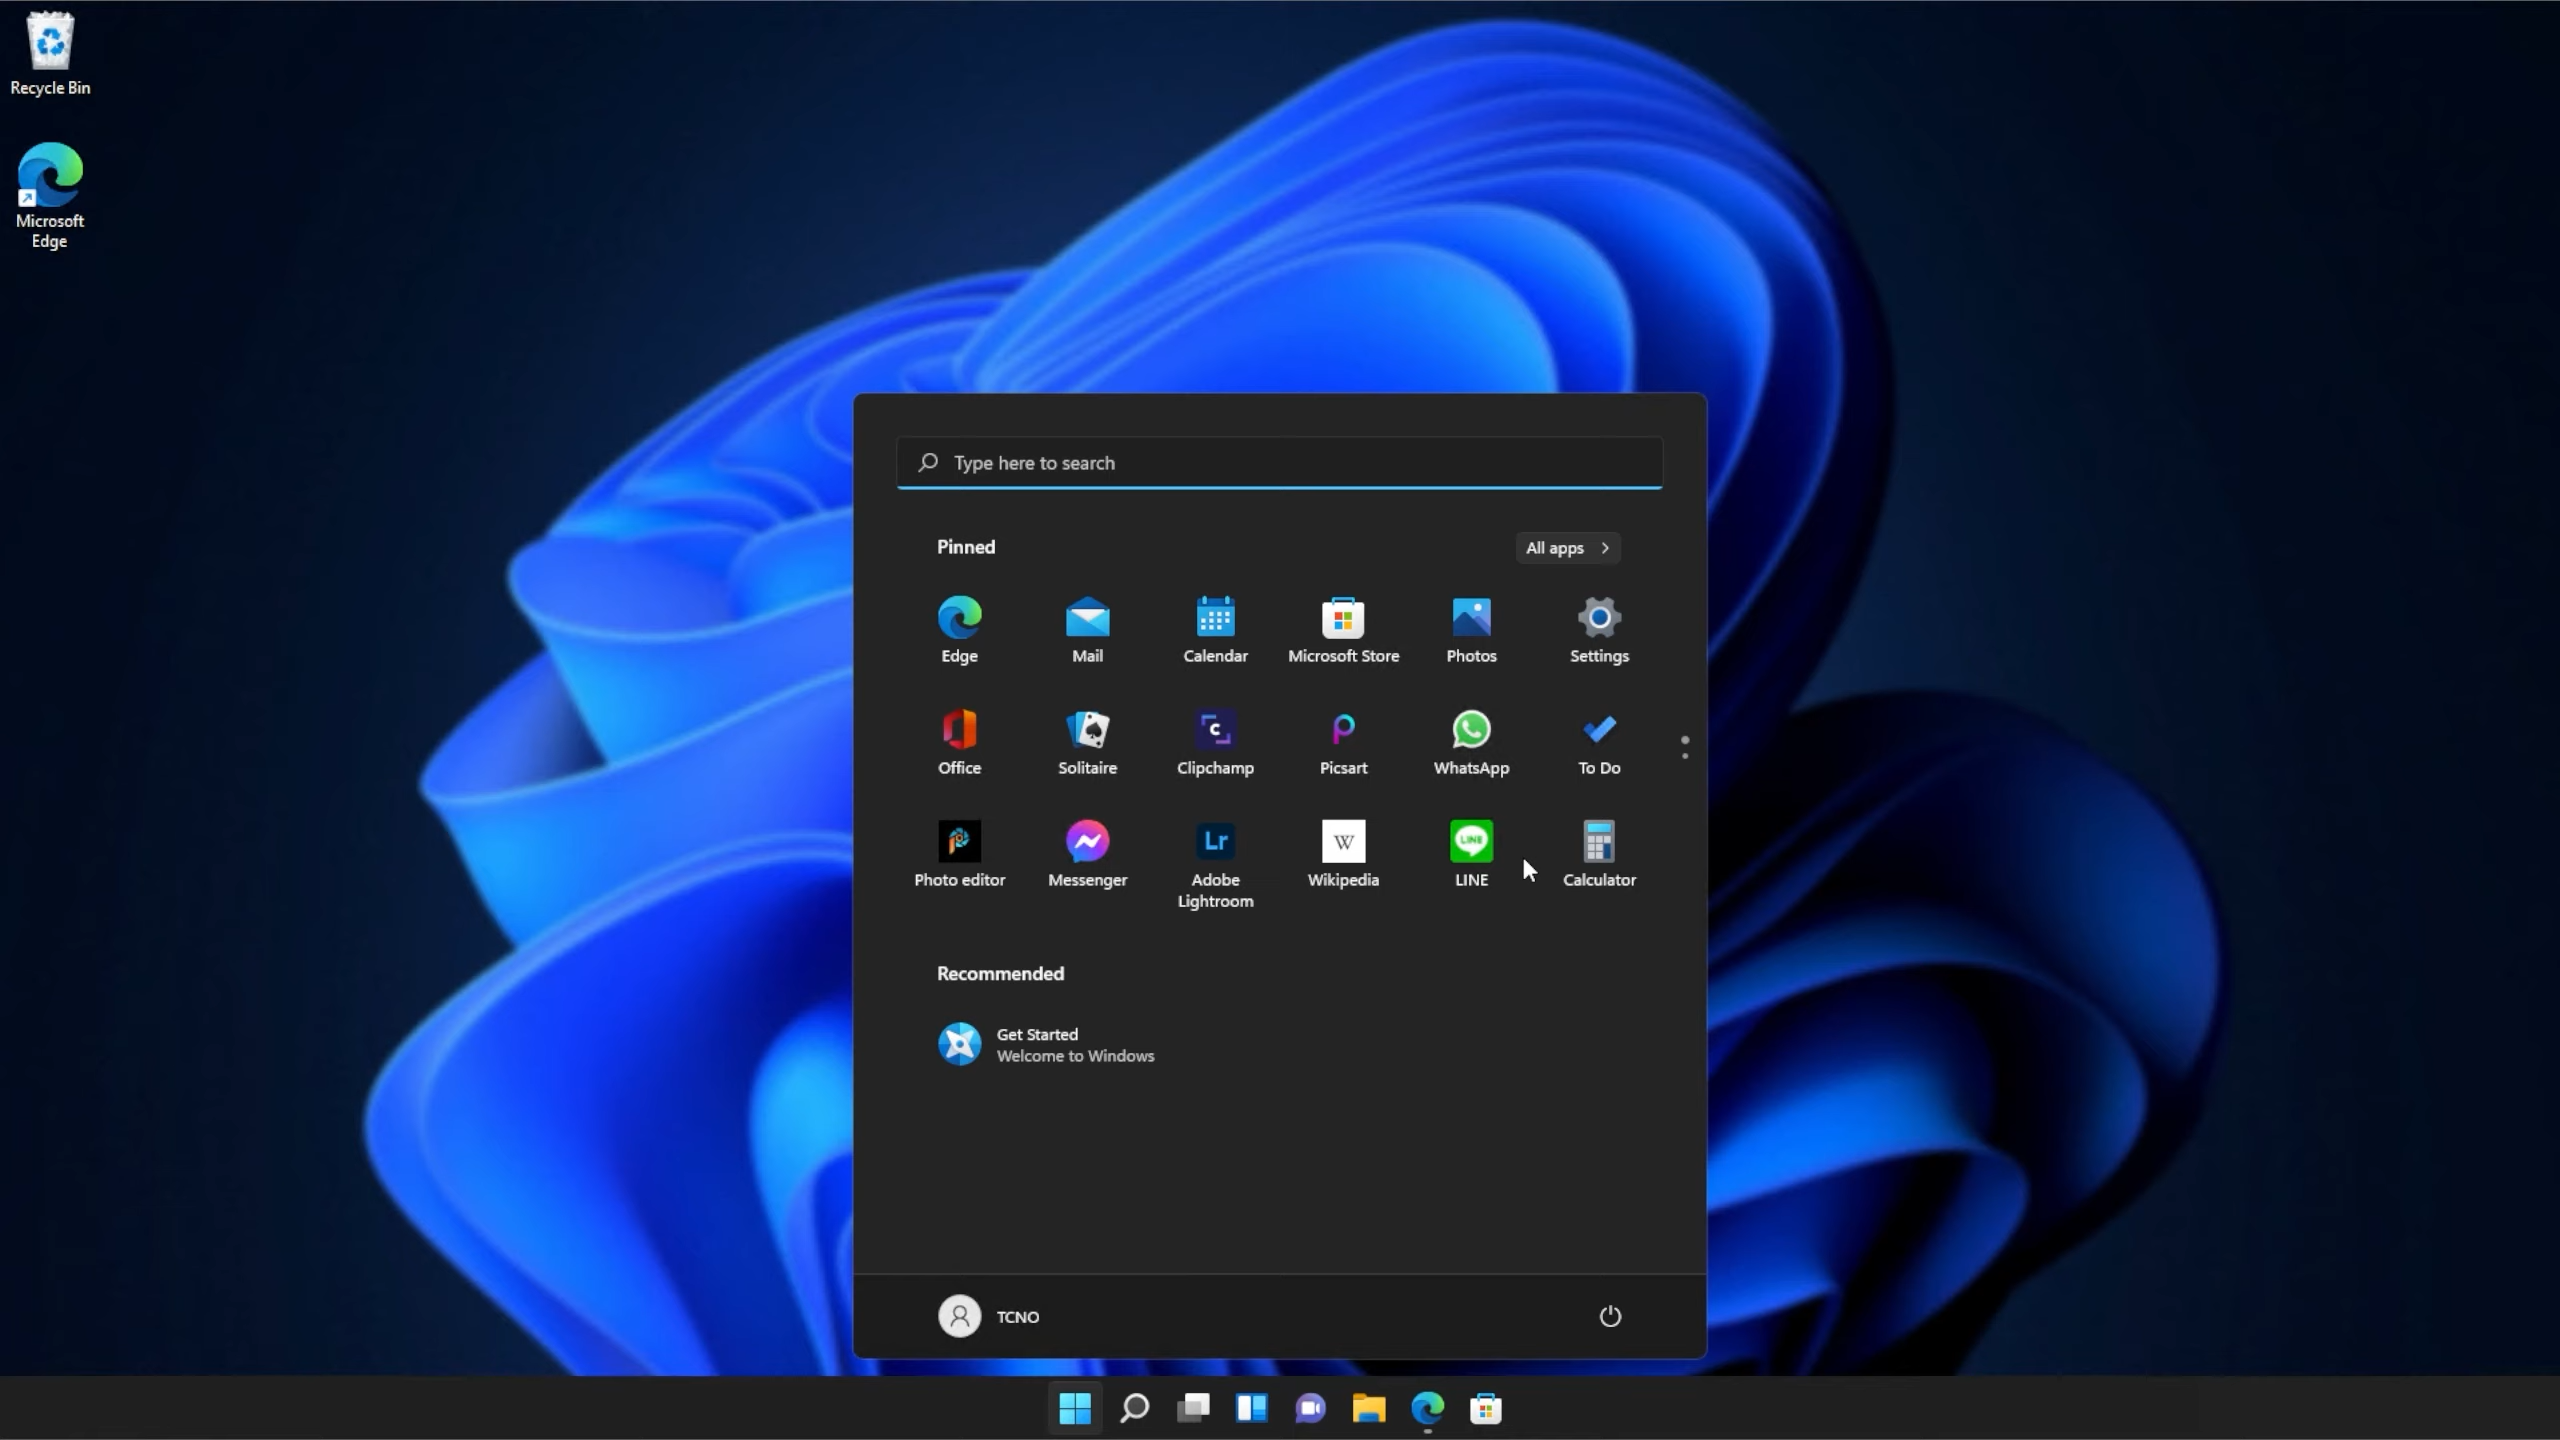 Recycle Bin
Microsoft
Edge
Type here to search
Pinned
All apps
Edge
Mail
Calendar
Microsoft Store
Photos
Settings
Office
Solitaire
Clipchamp
Picsart
WhatsApp
To Do
Photo editor
Messenger
Lr
Adobe
Lightroom
W
Wikipedia
LINE
LINE
Calculator
Recommended
Get Started
Welcome to Windows
TCNO